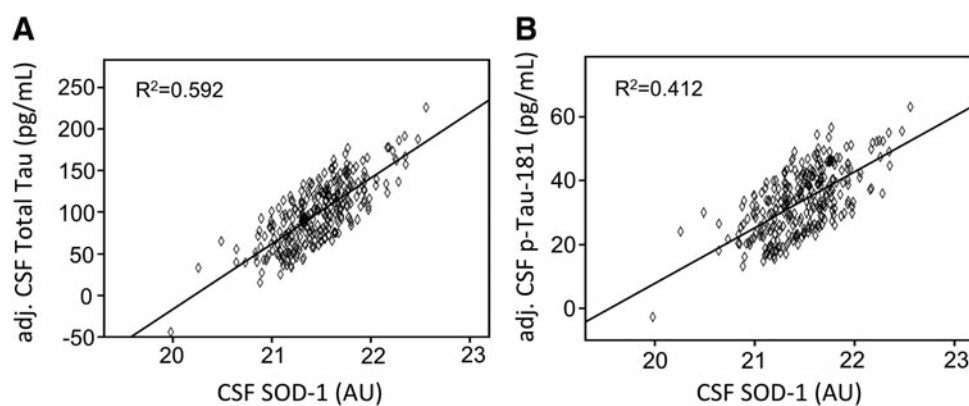 A
adj. CSF Total Tau (pg/mL)
250
200
150
100
50
0
-50
R²=0.592
20
21
22
23
CSF SOD-1 (AU)
B
adj. CSF p-Tau-181 (pg/mL)
60
40
20
0
R²=0.412
20
21
22
23
CSF SOD-1 (AU)